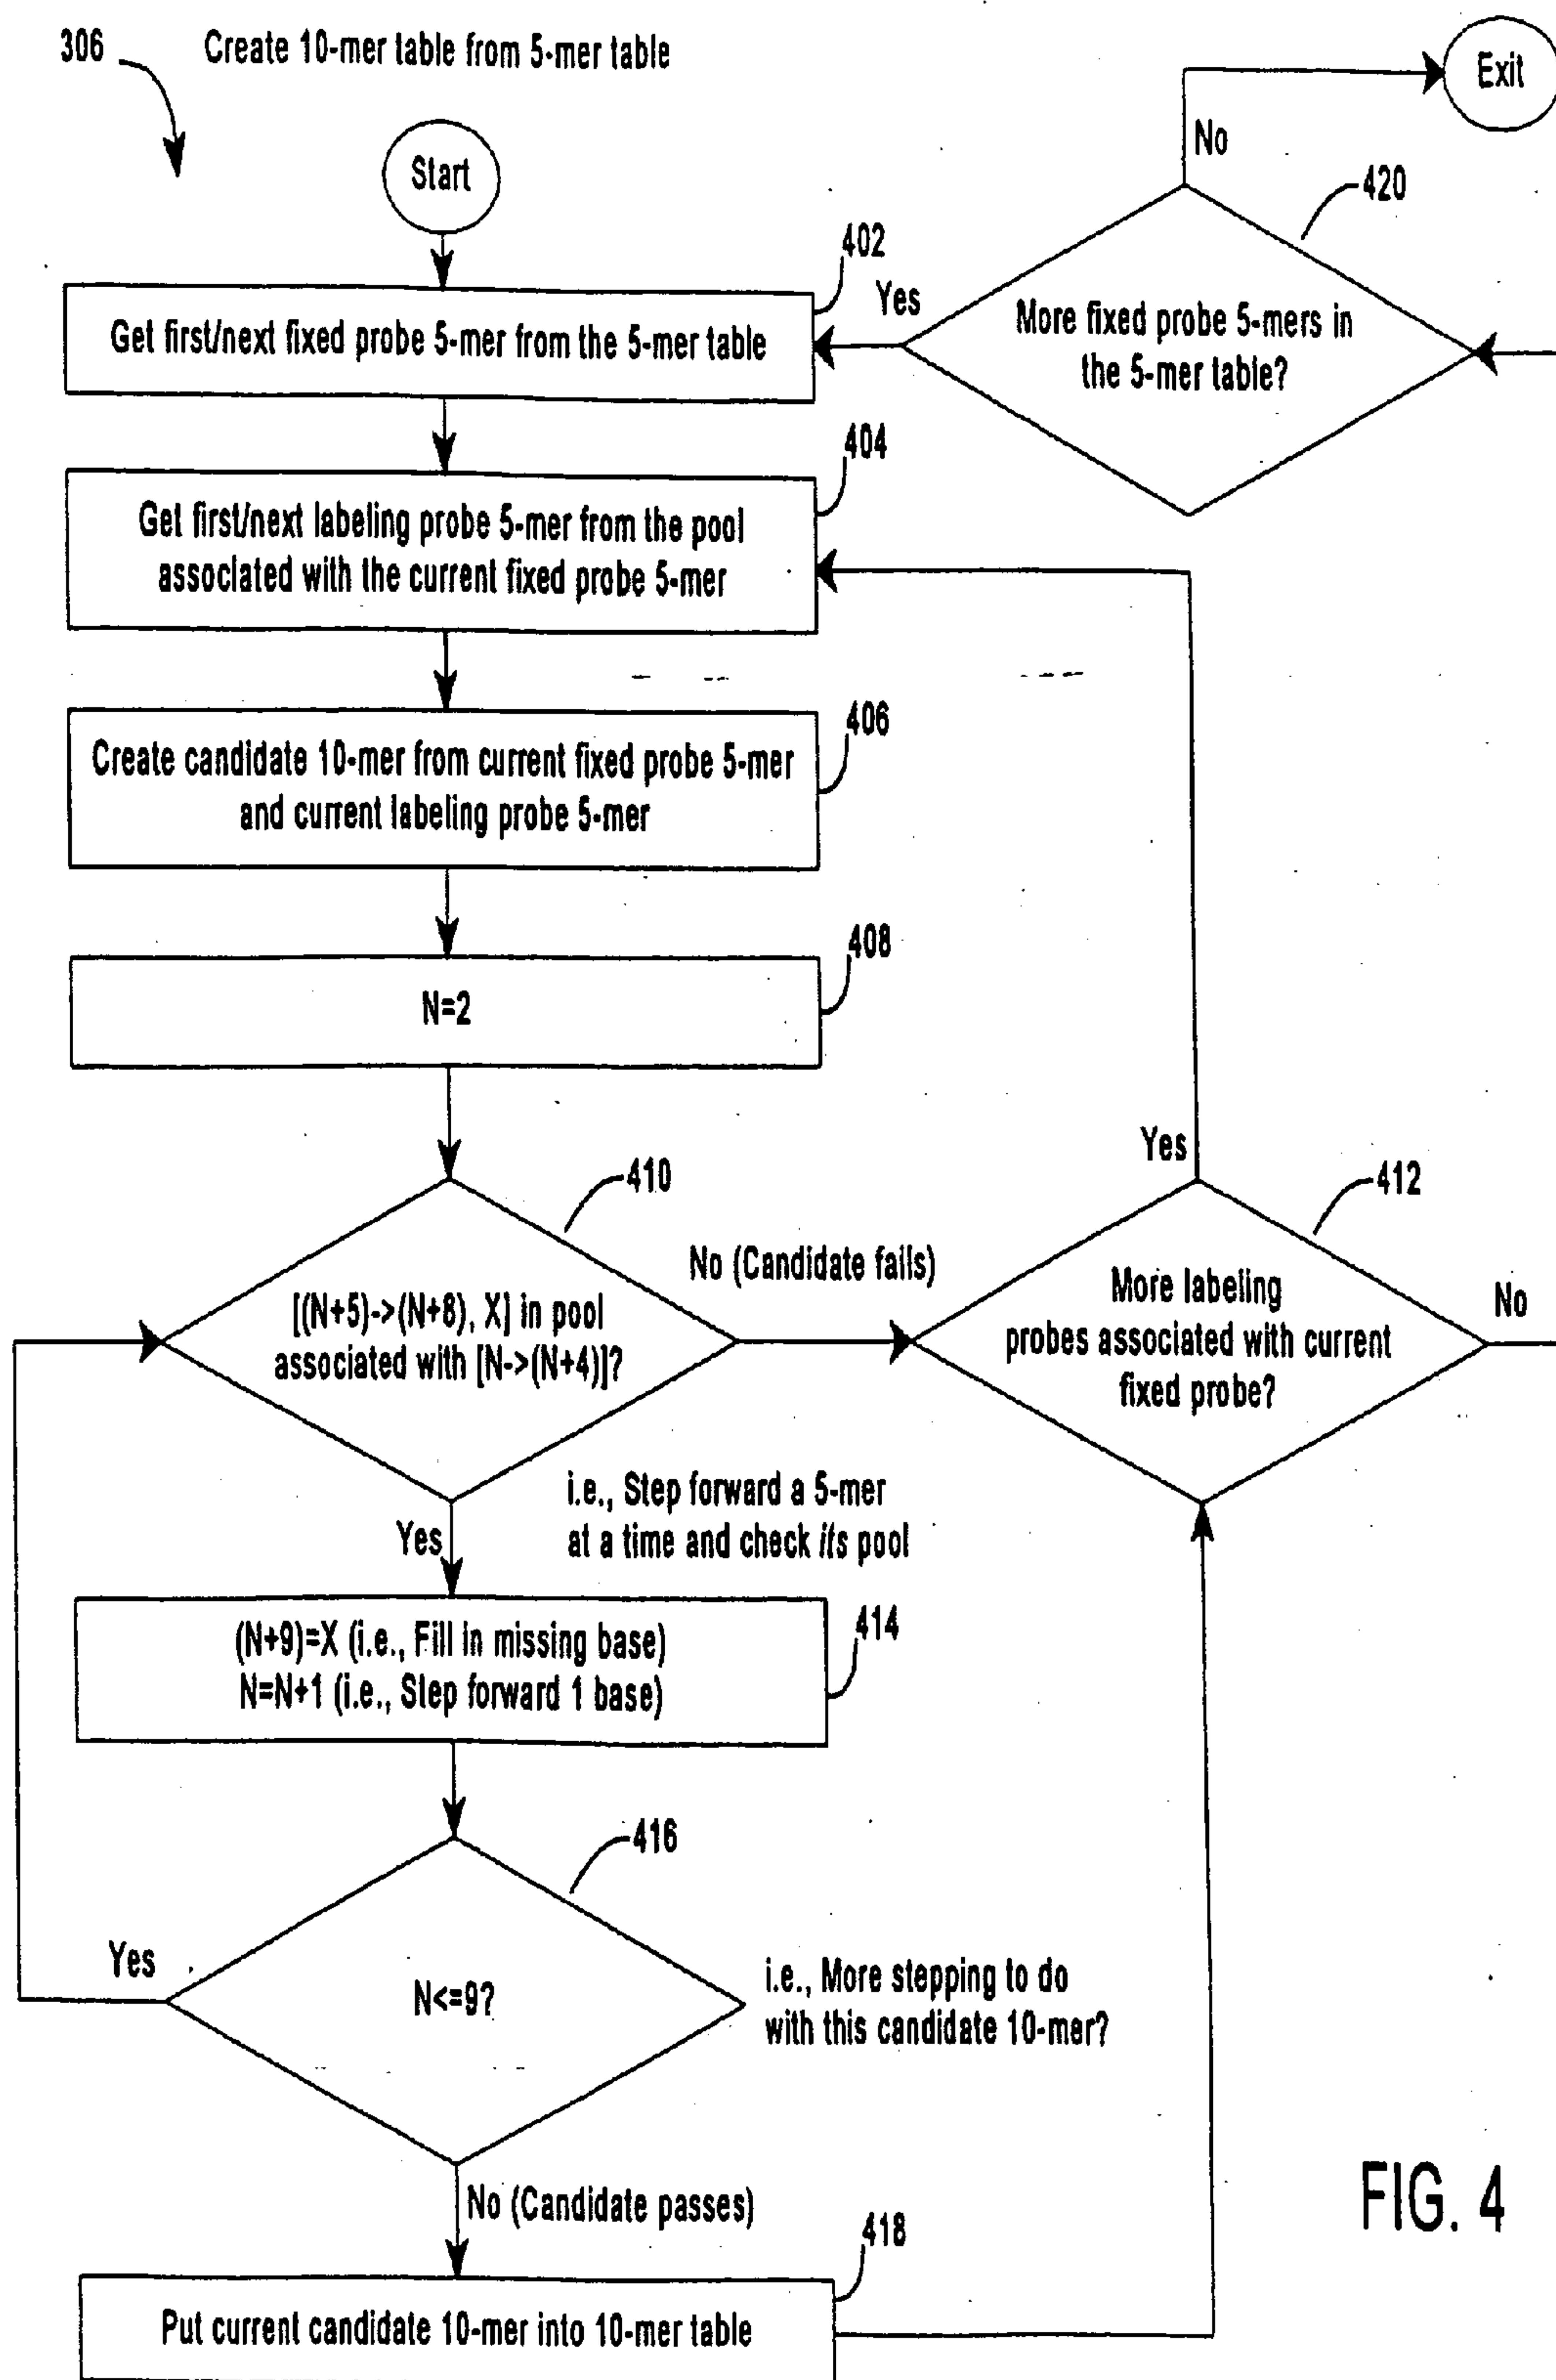 306
Create 10-mer table from 5-mer table
Start
Exit
No
420
402
Yes
Get first/next fixed probe 5-mer from the 5-mer table
More fixed probe 5-mers in
the 5-mer table?
404
Get first/next labeling probe 5-mer from the pool
associated with the current fixed probe 5-mer
406
Create candidate 10-mer from current fixed probe 5-mer
and current labeling probe 5-mer
408
N=2
Yes
410
412
No (Candidate fails)
[(N+5)->(N+8), X] in pool
associated with [N->(N+4)]?
More labeling
probes associated with current
fixed probe?
No
Yes
i.e., Step forward a 5-mer
at a time and check its pool
414
(N+9)=X (i.e., Fill in missing base)
N=N+1 (i.e., Step forward 1 base)
416
Yes
N<=9?
i.e., More stepping to do
with this candidate 10-mer?
No (Candidate passes)
418
Put current candidate 10-mer into 10-mer table
FIG. 4